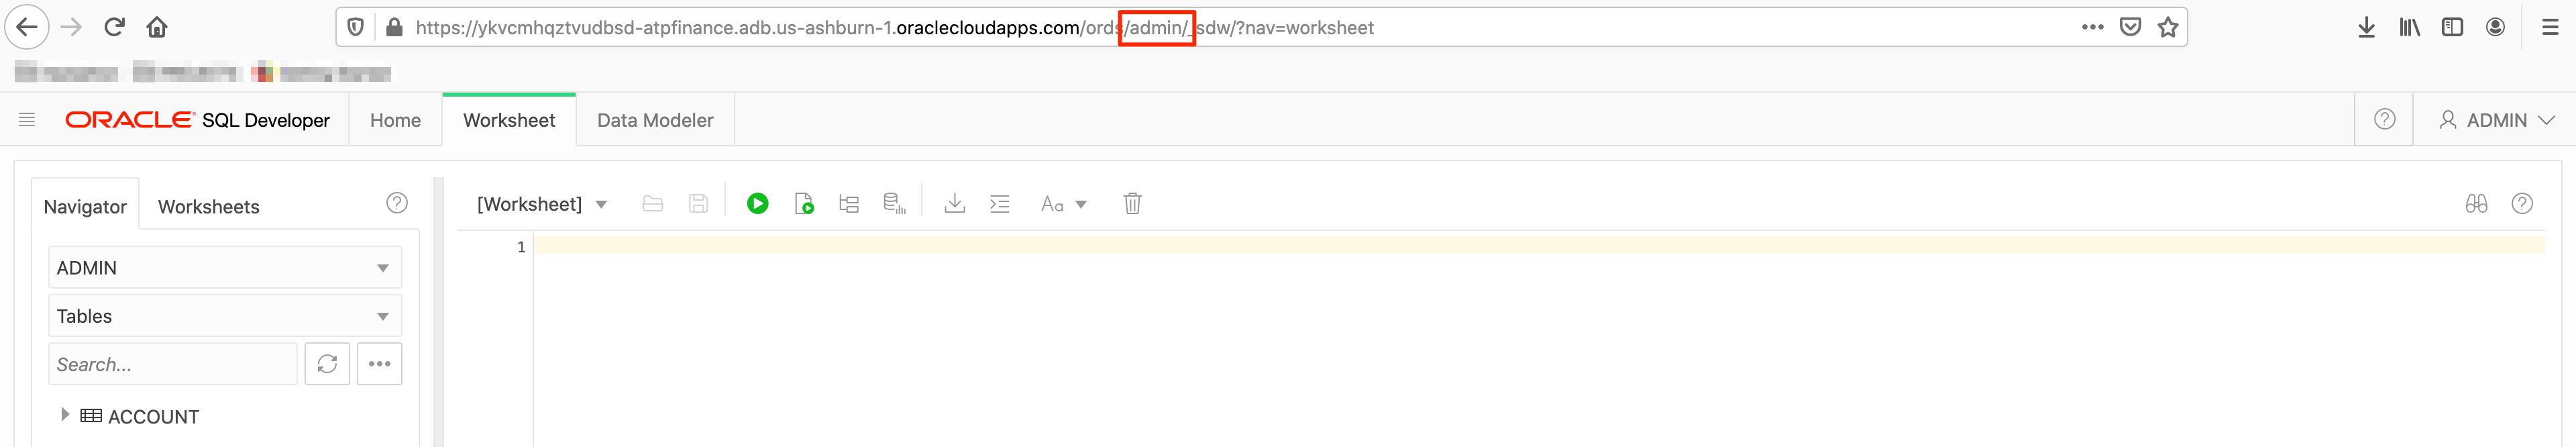 https://ykvcmhqztvudbsd-atpfinance.adb.us-ashburn-1.oraclecloudapps.com/ords/admin/_sdw/?nav=worksheet
ORACLE SQL Developer Home Worksheet Data Modeler ADMIN
Navigator Worksheets [Worksheet] Aa
1
ADMIN
Tables
Search...
ACCOUNT